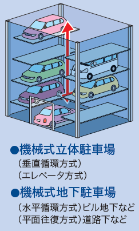 ●機械式立体駐車場
（垂直循環方式）
（エレベータ方式）
●機械式地下駐車場
（水平循環方式）ビル地下など
（平面往復方式）道路下など